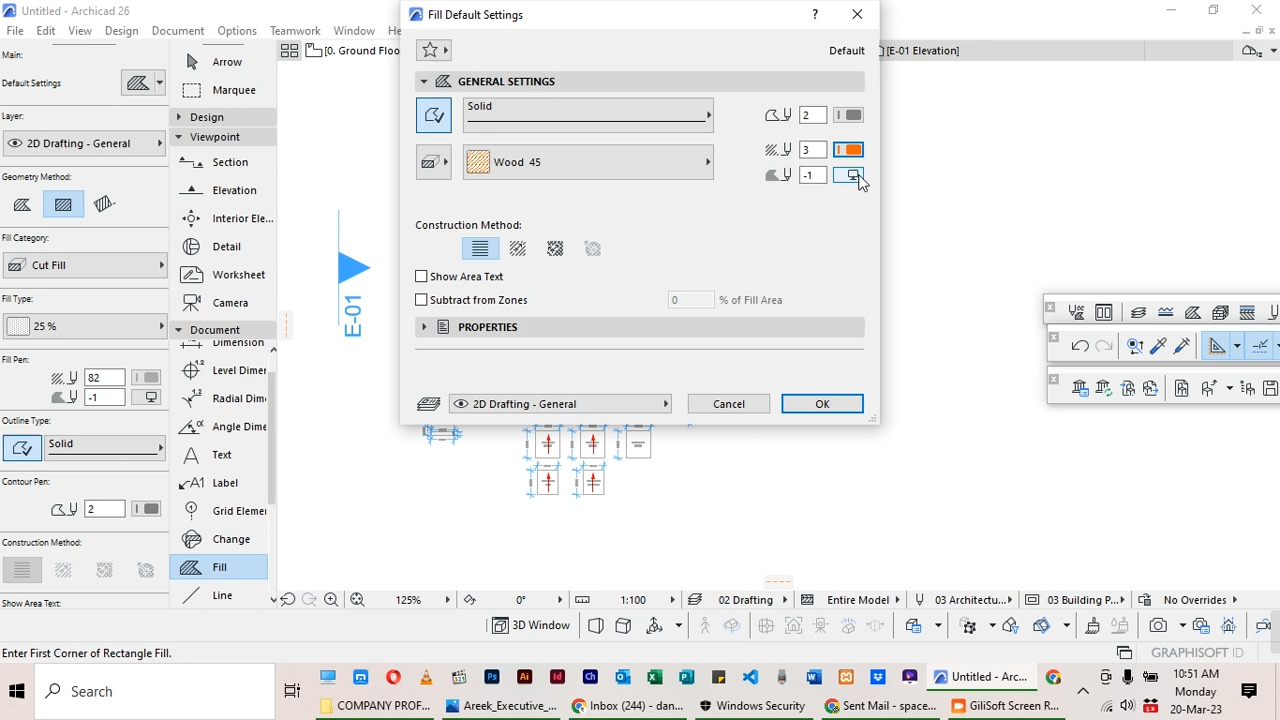 Untitled - Archicad 26
File Edit View Design Document Options Teamwork Window He
Main:
Default Settings
Layer:
2D Drafting - General
Geometry Method:
Fill Category:
Cut Fill
Fill Type:
25 %
Fill Pen:
82
-1
Outline Type:
Solid
Contour Pen:
2
Construction Method:
Show Area Text:
Arrow
Marquee
Design
Viewpoint
Section
Elevation
Interior Ele...
Detail
Worksheet
Camera
Document
Dimension
Level Dimen
Radial Dime
Angle Dime
Text
Label
Grid Elemen
Change
Fill
Line
[0. Ground Floo
[E-01 Elevation]
E-01
Fill Default Settings
?
Default
GENERAL SETTINGS
Solid
2
Wood 45
3
-1
Construction Method:
Show Area Text
Subtract from Zones
0 % of Fill Area
PROPERTIES
2D Drafting - General
Cancel
OK
125%
0°
1:100
02 Drafting
Entire Model
03 Architectu...
03 Building P...
No Overrides
3D Window
Enter First Corner of Rectangle Fill.
GRAPHISOFT ID
Search
Untitled - Arc...
COMPANY PROF...
Areek_Executive_...
Inbox (244) - dan...
Windows Security
Sent Mail - space...
GiliSoft Screen R...
10:51 AM
Monday
20-Mar-23